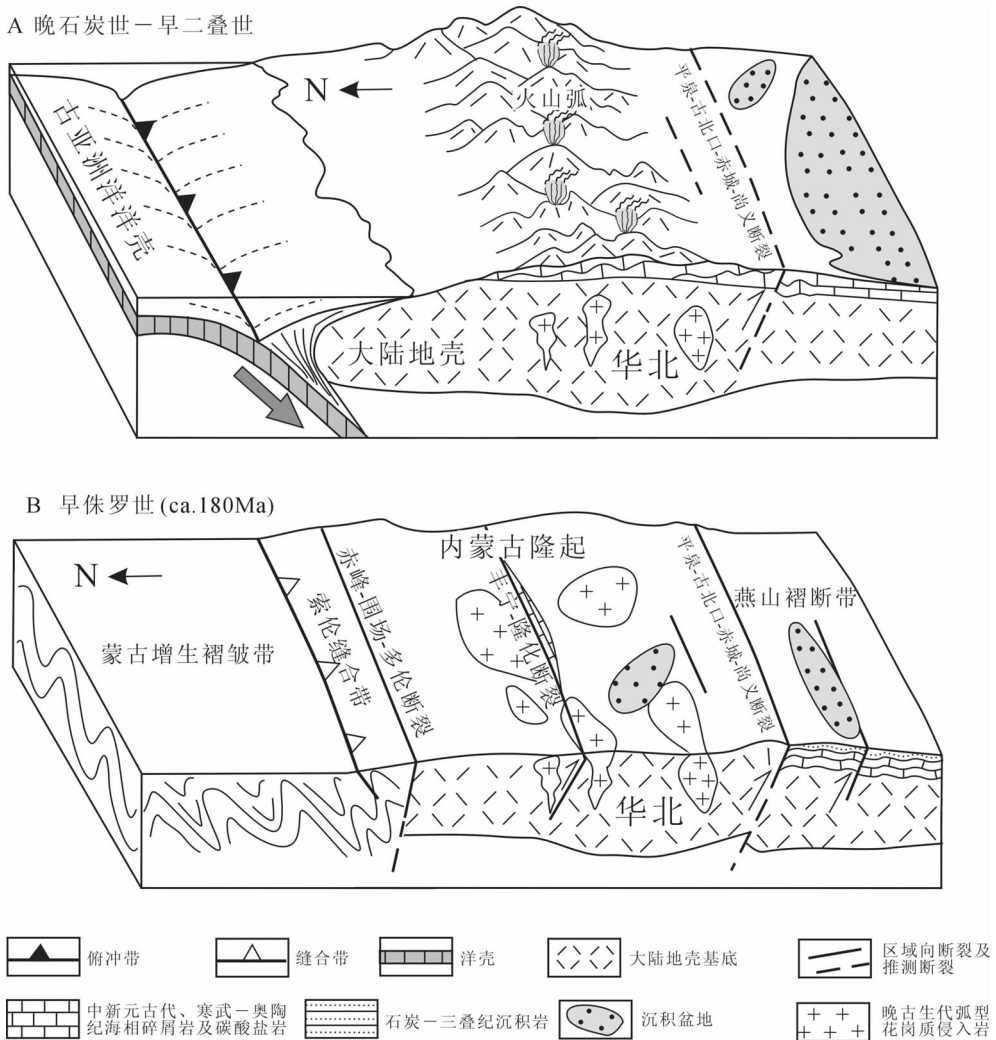 A 晚石炭世－早二叠世
N
火山弧
平泉-古北口-赤城-尚义断裂
古亚洲洋洋壳
大陆地壳
华北
B 早侏罗世(ca.180Ma)
N
内蒙古隆起
蒙古增生褶皱带
索伦缝合带
赤峰-围场-多伦断裂
丰宁-隆化断裂
平泉-古北口-赤城-尚义断裂
燕山褶断带
华北
俯冲带
缝合带
洋壳
大陆地壳基底
区域向断裂及
推测断裂
中新元古代、寒武－奥陶
纪海相碎屑岩及碳酸盐岩
石炭－三叠纪沉积岩
沉积盆地
晚古生代弧型
花岗质侵入岩